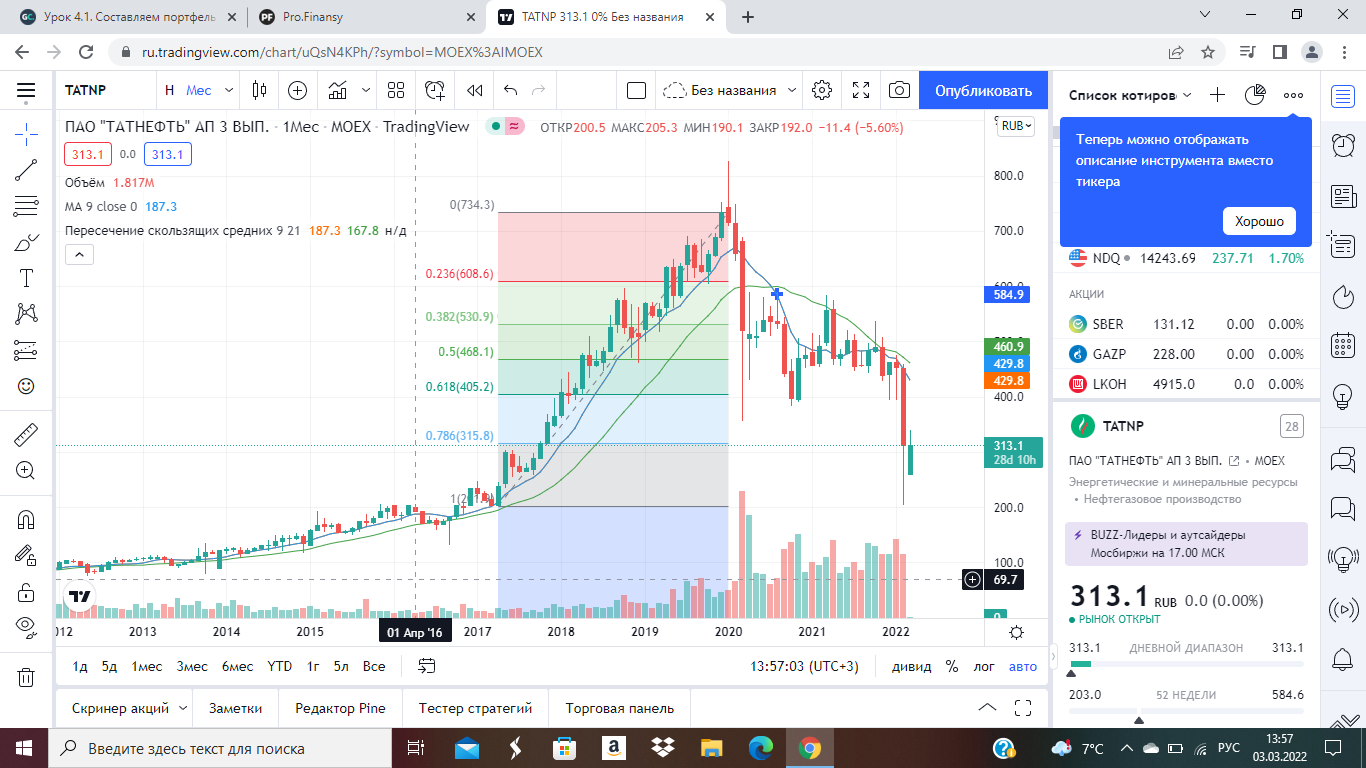 Урок 4.1. Составляем портфель
Pro.Finansy
TATNP 313.1 0% Без названия
ru.tradingview.com/chart/uQsN4KPh/?symbol=MOEX%3AIMOEX
TATNP
Н Мес
Без названия
Опубликовать
Список котиров
ПАО "ТАТНЕФТЬ" АП 3 ВЫП. · 1Мес · MOEX · TradingView
ОТКР200.5 МАКС205.3 МИН190.1 ЗАКР192.0 −11.4 (−5.60%)
RUB
313.1 0.0 313.1
Объём 1.817M
MA 9 close 0 187.3
Пересечение скользящих средних 9 21 187.3 167.8 н/д
0(734.3)
0.236(608.6)
0.382(530.9)
0.5(468.1)
0.618(405.2)
0.786(315.8)
800.0
700.0
584.9
460.9
429.8
429.8
400.0
313.1
28d 10h
200.0
100.0
69.7
0
2012 2013 2014 2015 01 Апр '16 2017 2018 2019 2020 2021 2022
1д 5д 1мес 3мес 6мес YTD 1г 5л Все
13:57:03 (UTC+3)
дивид % лог авто
Скринер акций Заметки Редактор Pine Тестер стратегий Торговая панель
Теперь можно отображать
описание инструмента вместо
тикера
Хорошо
NDQ 14243.69 237.71 1.70%
АКЦИИ
SBER 131.12 0.00 0.00%
GAZP 228.00 0.00 0.00%
LKOH 4915.0 0.0 0.00%
TATNP
28
ПАО "ТАТНЕФТЬ" АП 3 ВЫП. • MOEX
Энергетические и минеральные ресурсы
• Нефтегазовое производство
BUZZ-Лидеры и аутсайдеры
Мосбиржи на 17.00 МСК
313.1 RUB 0.0 (0.00%)
РЫНОК ОТКРЫТ
313.1 ДНЕВНОЙ ДИАПАЗОН 313.1
203.0 52 НЕДЕЛИ 584.6
Введите здесь текст для поиска
7°C
РУС
13:57
03.03.2022